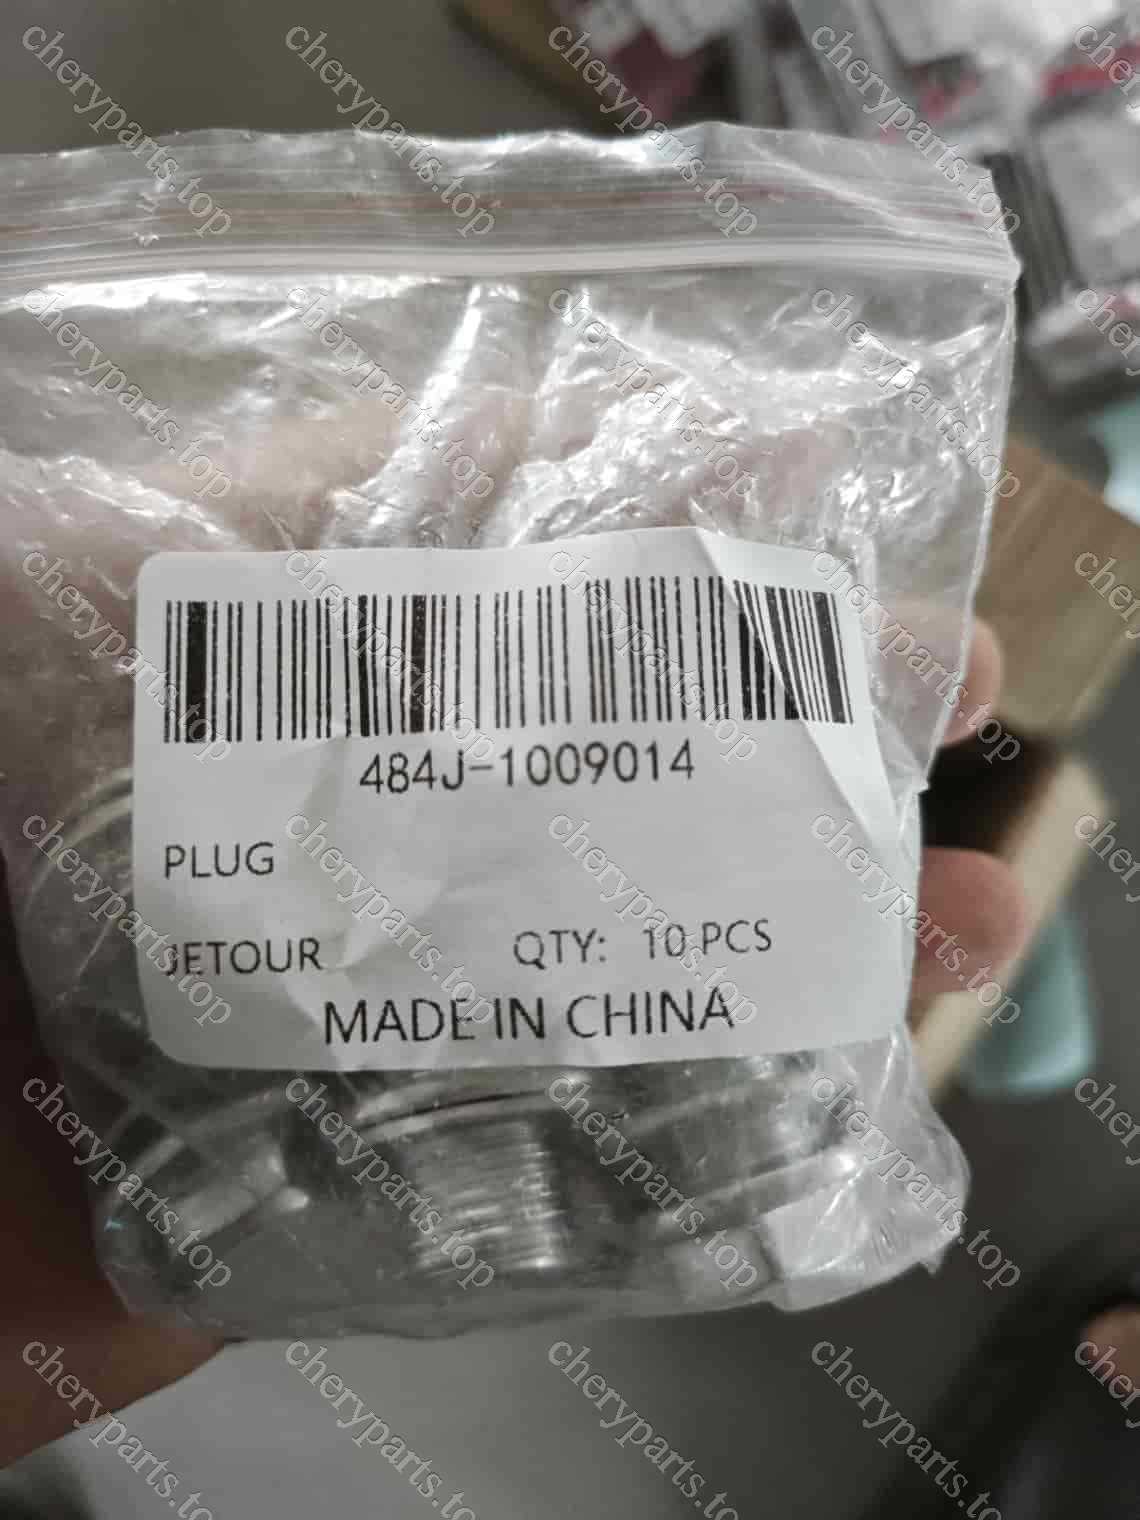 484J-1009014
PLUG
JETOUR QTY: 10 PCS
MADE IN CHINA
cheryparts.top